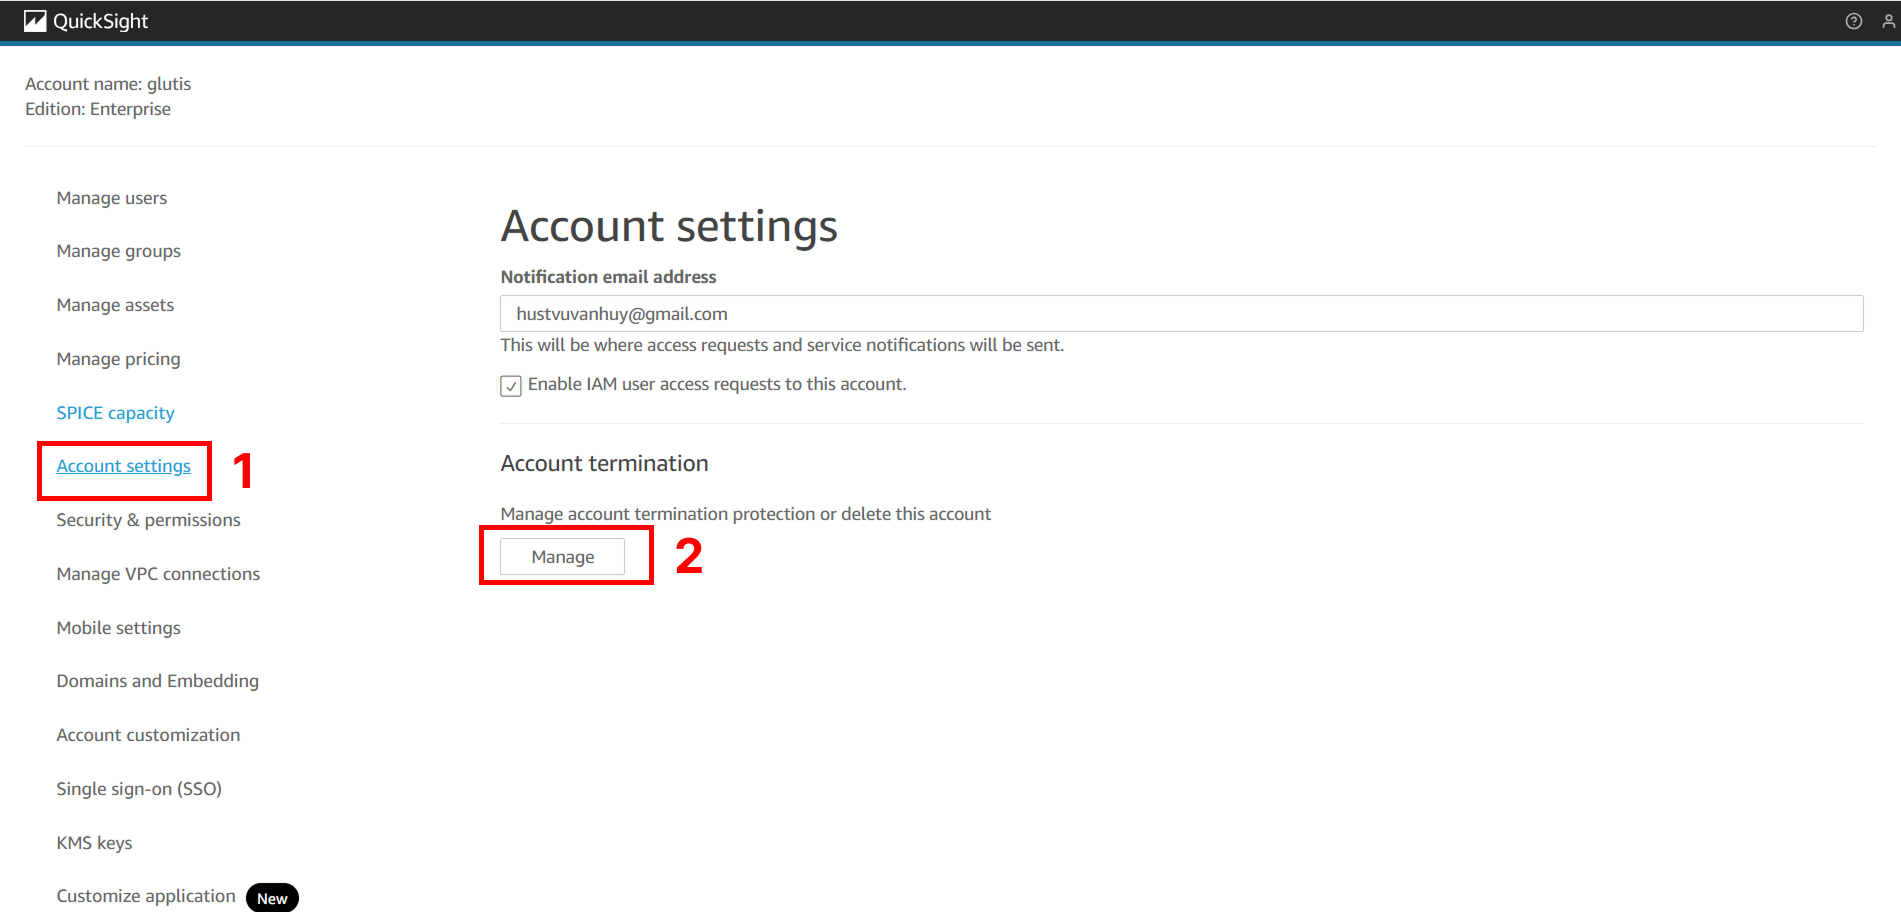 QuickSight
Account name: glutis
Edition: Enterprise
Manage users
Manage groups
Manage assets
Manage pricing
SPICE capacity
Account settings
1
Security & permissions
Manage VPC connections
Mobile settings
Domains and Embedding
Account customization
Single sign-on (SSO)
KMS keys
Customize application New
Account settings
Notification email address
hustvuvanhuy@gmail.com
This will be where access requests and service notifications will be sent.
Enable IAM user access requests to this account.
Account termination
Manage account termination protection or delete this account
Manage
2